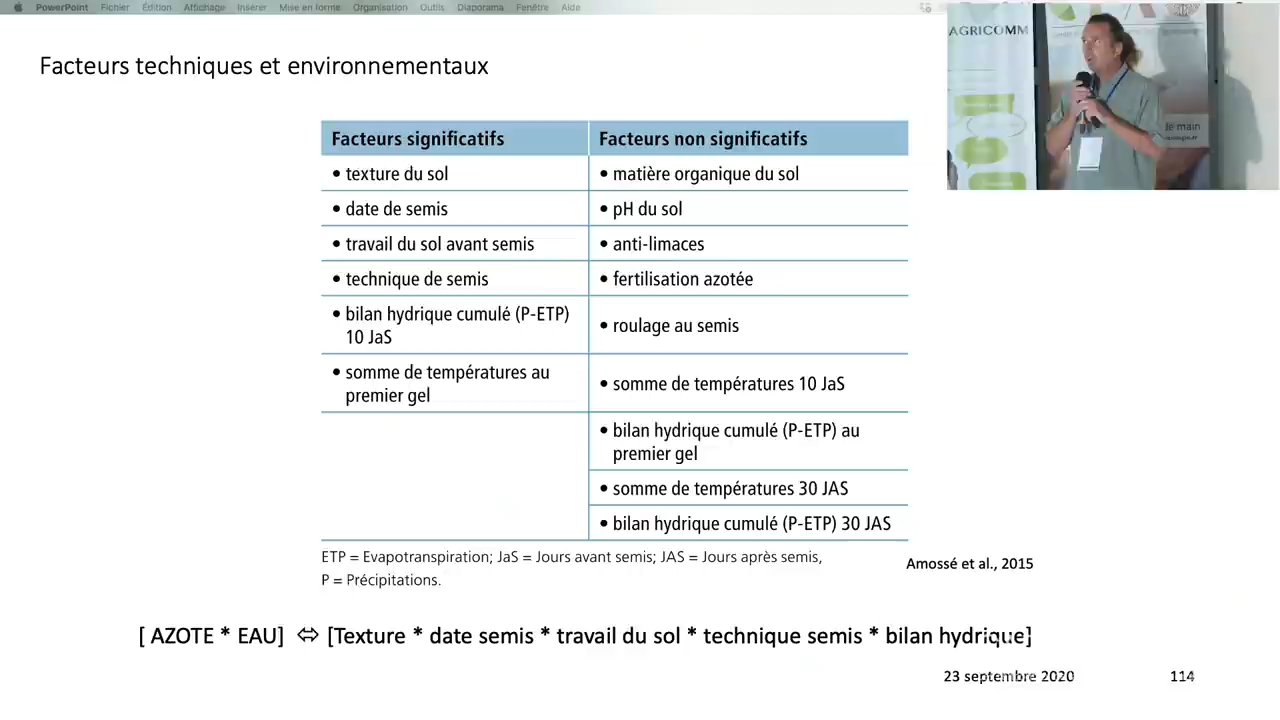 PowerPoint Fichier Édition Affichage Insérer Mise en forme Organisation Outils Diaporama Fenêtre Aide
AGRICOMM
de main
Facteurs techniques et environnementaux
Facteurs significatifs
Facteurs non significatifs
• texture du sol
• matière organique du sol
• date de semis
• pH du sol
• travail du sol avant semis
• anti-limaces
• technique de semis
• fertilisation azotée
• bilan hydrique cumulé (P-ETP)
10 JaS
• roulage au semis
• somme de températures au
premier gel
• somme de températures 10 JaS
• bilan hydrique cumulé (P-ETP) au
premier gel
• somme de températures 30 JAS
• bilan hydrique cumulé (P-ETP) 30 JAS
ETP = Evapotranspiration; JaS = Jours avant semis; JAS = Jours après semis,
P = Précipitations.
Amossé et al., 2015
[ AZOTE * EAU] ⬄ [Texture * date semis * travail du sol * technique semis * bilan hydrique]
23 septembre 2020
114